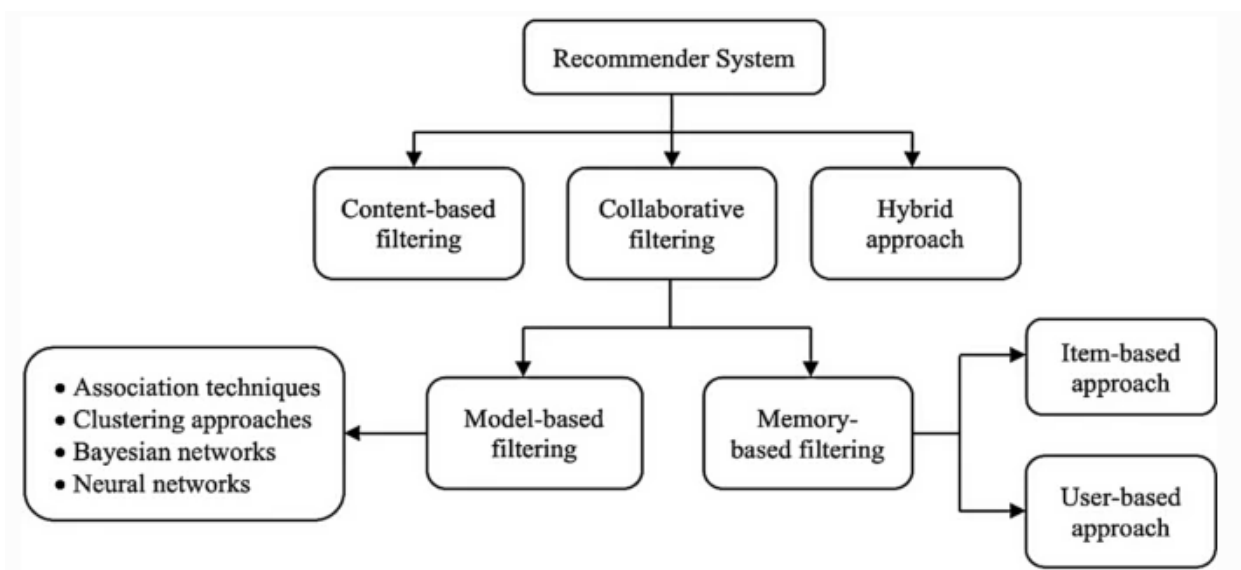 Recommender System
Content-based
filtering
Collaborative
filtering
Hybrid
approach
• Association techniques
• Clustering approaches
• Bayesian networks
• Neural networks
Model-based
filtering
Memory-
based filtering
Item-based
approach
User-based
approach